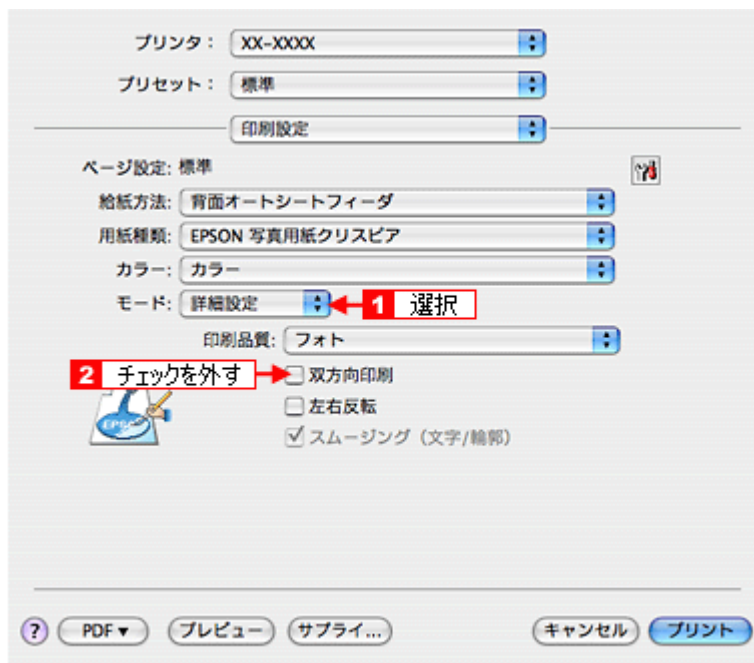 プリンタ： XX-XXXX
プリセット： 標準
印刷設定
ページ設定: 標準
給紙方法: 背面オートシートフィーダ
用紙種類: EPSON 写真用紙クリスピア
カラー: カラー
モード: 詳細設定 1 選択
印刷品質: フォト
2 チェックを外す 双方向印刷
左右反転
EPSON
スムージング（文字/輪郭）
? PDF▼ プレビュー サプライ... キャンセル プリント